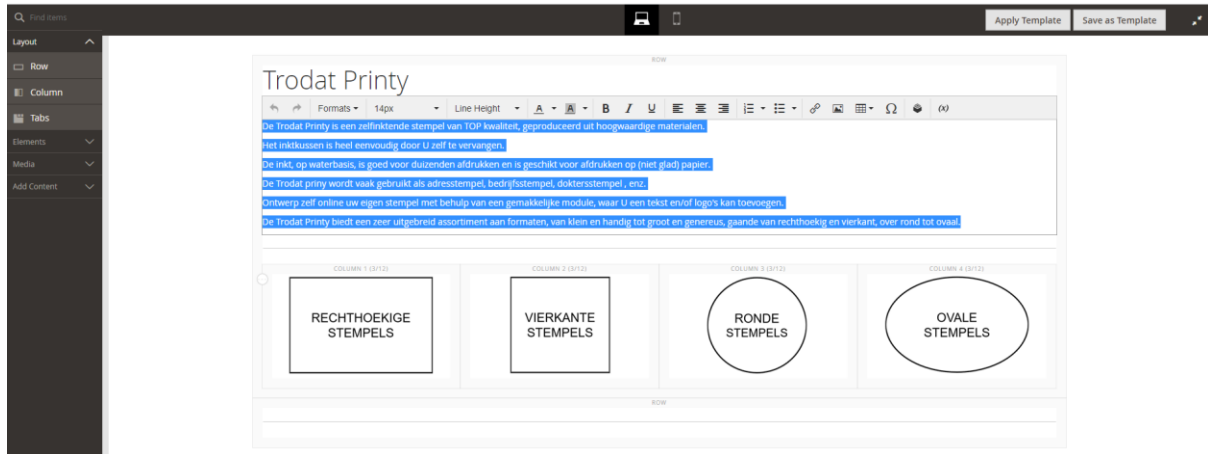 Find items
Apply Template
Save as Template
Layout
Row
Column
Tabs
Elements
Media
Add Content
ROW
Trodat Printy
Formats
14px
Line Height
A
A
B
I
U
Ω
(x)
De Trodat Printy is een zelfinktende stempel van TOP kwaliteit, geproduceerd uit hoogwaardige materialen.
Het inktkussen is heel eenvoudig door U zelf te vervangen.
De inkt, op waterbasis, is goed voor duizenden afdrukken en is geschikt voor afdrukken op (niet glad) papier.
De Trodat priny wordt vaak gebruikt als adresstempel, bedrijfsstempel, doktersstempel , enz.
Ontwerp zelf online uw eigen stempel met behulp van een gemakkelijke module, waar U een tekst en/of logo's kan toevoegen.
De Trodat Printy biedt een zeer uitgebreid assortiment aan formaten, van klein en handig tot groot en genereus, gaande van rechthoekig en vierkant, over rond tot ovaal.
COLUMN 1 (3/12)
COLUMN 2 (3/12)
COLUMN 3 (3/12)
COLUMN 4 (3/12)
RECHTHOEKIGE
STEMPELS
VIERKANTE
STEMPELS
RONDE
STEMPELS
OVALE
STEMPELS
ROW